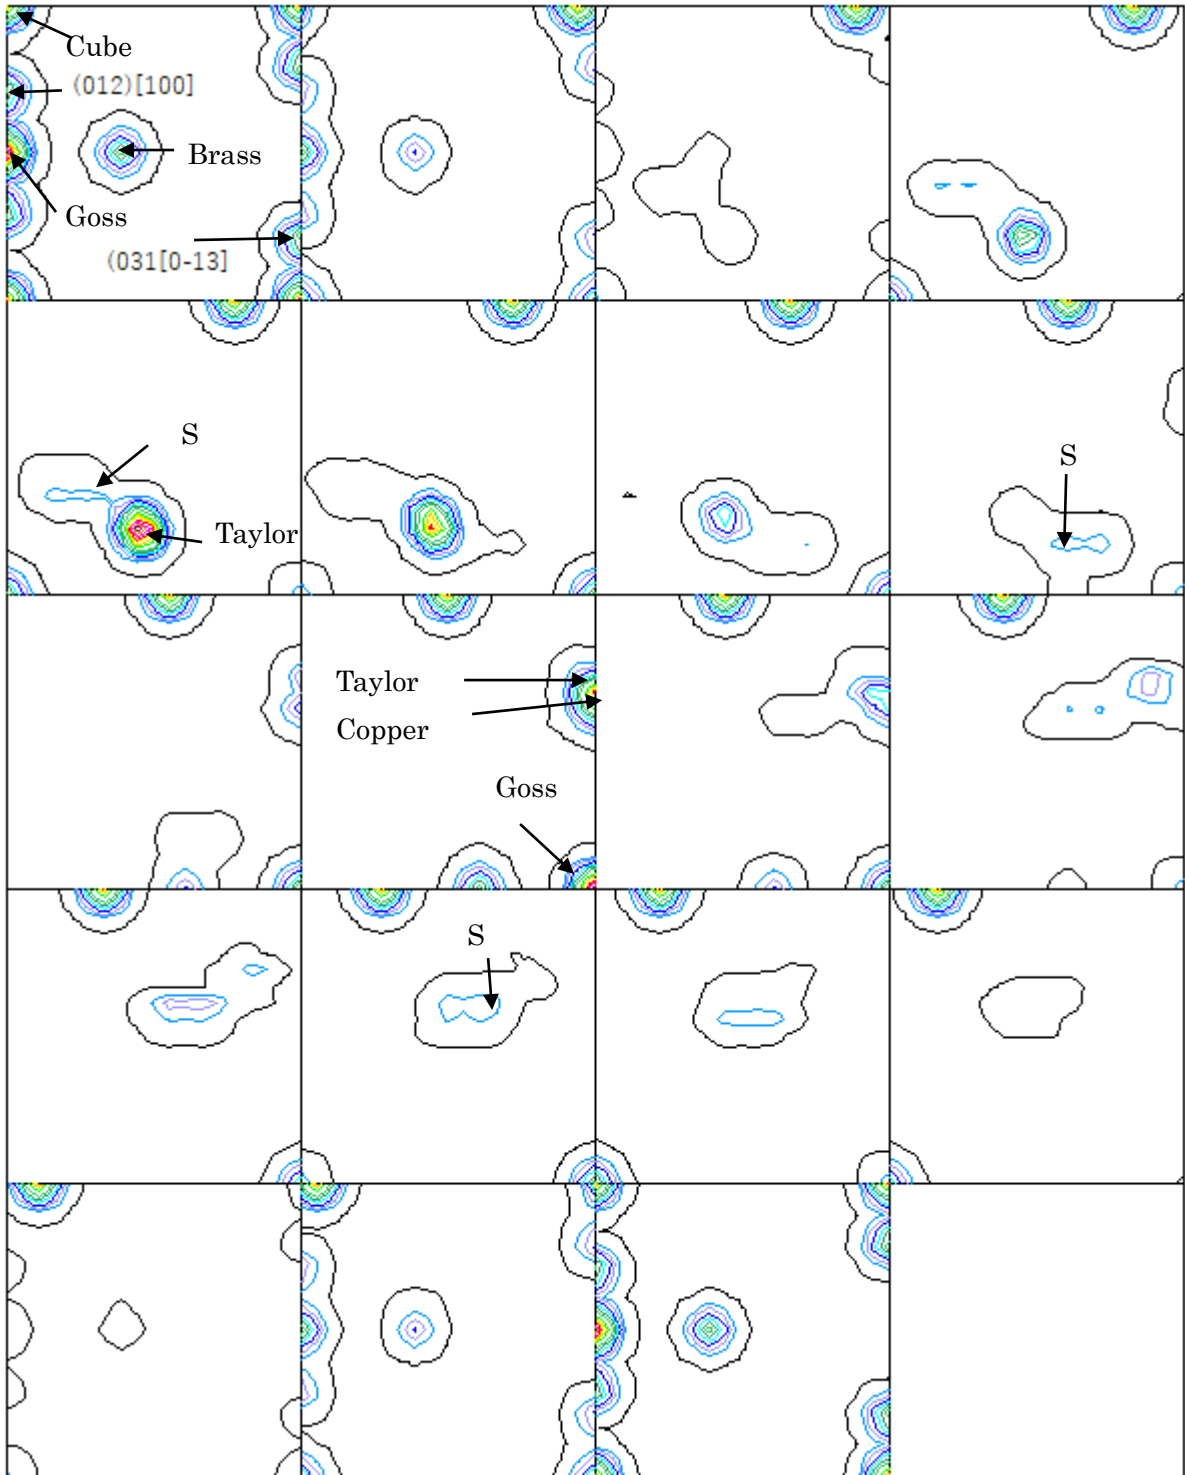 Cube
(012)[100]
Brass
Goss
(031[0-13]
S
Taylor
S
Taylor
Copper
Goss
S